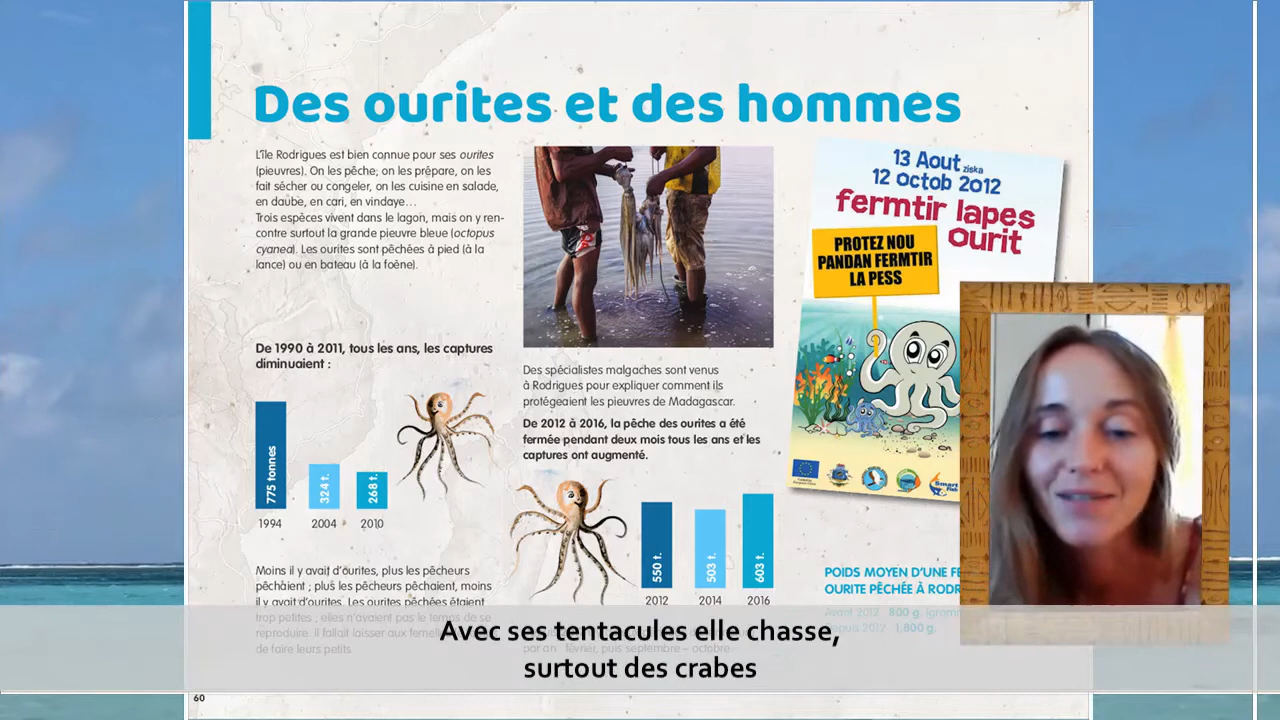 Des ourites et des hommes
L'île Rodrigues est bien connue pour ses ourites
(pieuvres). On les pêche, on les prépare, on les
fait sécher ou congeler, on les cuisine en salade,
en daube, en cari, en vindaye…
Trois espèces vivent dans le lagon, mais on y ren-
contre surtout la grande pieuvre bleue (octopus
cyanea). Les ourites sont pêchées à pied (à la
lance) ou en bateau (à la foëne).
De 1990 à 2011, tous les ans, les captures
diminuaient :
775 tonnes
324 t.
268 t.
1994 2004 2010
Moins il y avait d'ourites, plus les pêcheurs
pêchaient ; plus les pêcheurs pêchaient, moins
il y avait d'ourites. Les ourites pêchées étaient
trop petites ; elles n'avaient pas le temps de se
reproduire. Il fallait laisser aux femelles
de faire leurs petits.
Des spécialistes malgaches sont venus
à Rodrigues pour expliquer comment ils
protégeaient les pieuvres de Madagascar.
De 2012 à 2016, la pêche des ourites a été
fermée pendant deux mois tous les ans et les
captures ont augmenté.
550 t.
503 t.
603 t.
2012 2014 2016
par an février, puis septembre – octobre.
13 Aout ziska
12 octob 2012
fermtir lapes
ourit
PROTEZ NOU
PANDAN FERMTIR
LA PESS
Smart
Fish
POIDS MOYEN D'UNE
OURITE PÊCHÉE À
Avant 2012 800 g.
Depuis 2012 1.800 g.
Avec ses tentacules elle chasse,
surtout des crabes
60